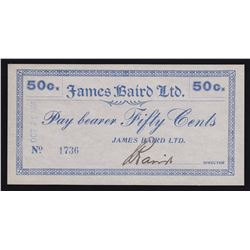 50c. James Baird Ltd. 50c.
Pay bearer Fifty Cents
JAMES BAIRD LTD.
Nº 1736
DIRECTOR